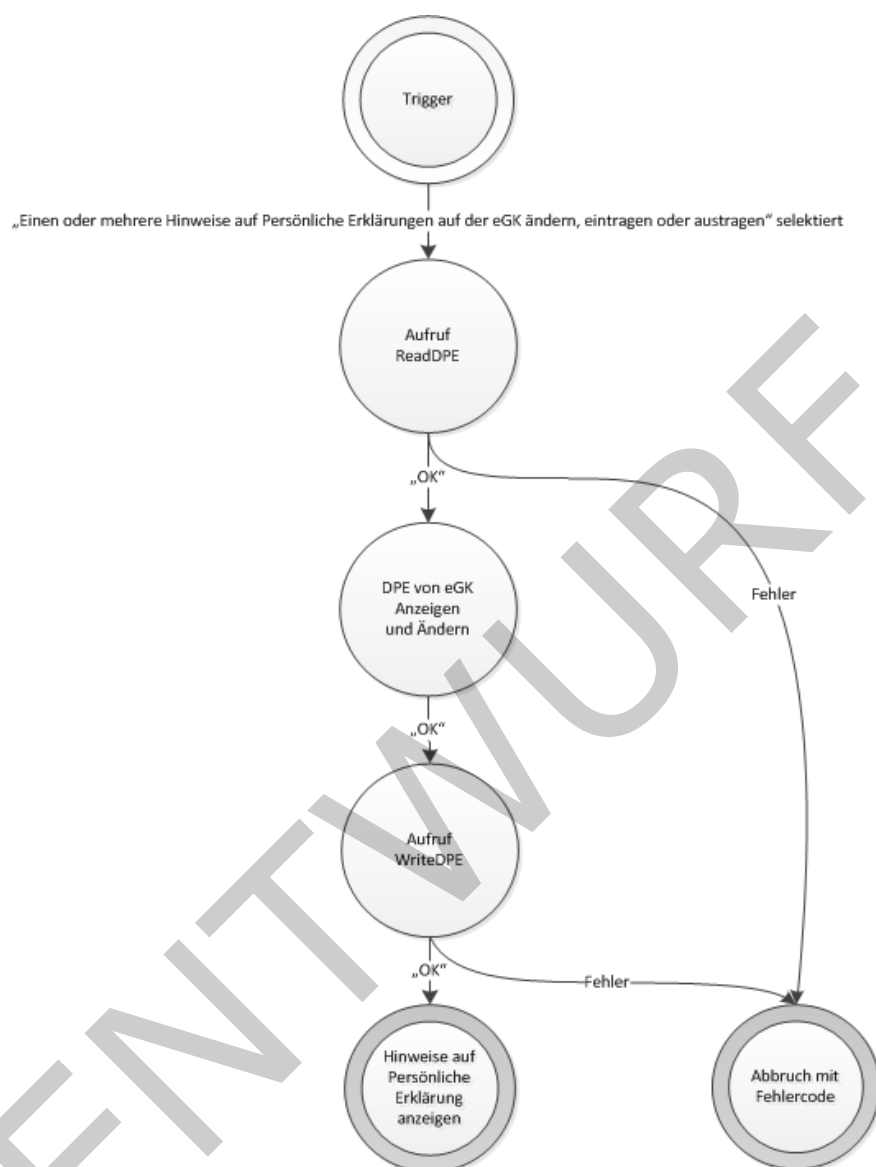 Trigger
„Einen oder mehrere Hinweise auf Persönliche Erklärungen auf der eGK ändern, eintragen oder austragen“ selektiert
Aufruf
ReadDPE
„OK“
DPE von eGK
Anzeigen
und Ändern
Fehler
„OK“
Aufruf
WriteDPE
„OK“
Fehler
Hinweise auf
Persönliche
Erklärung
anzeigen
Abbruch mit
Fehlercode
ENTWURF